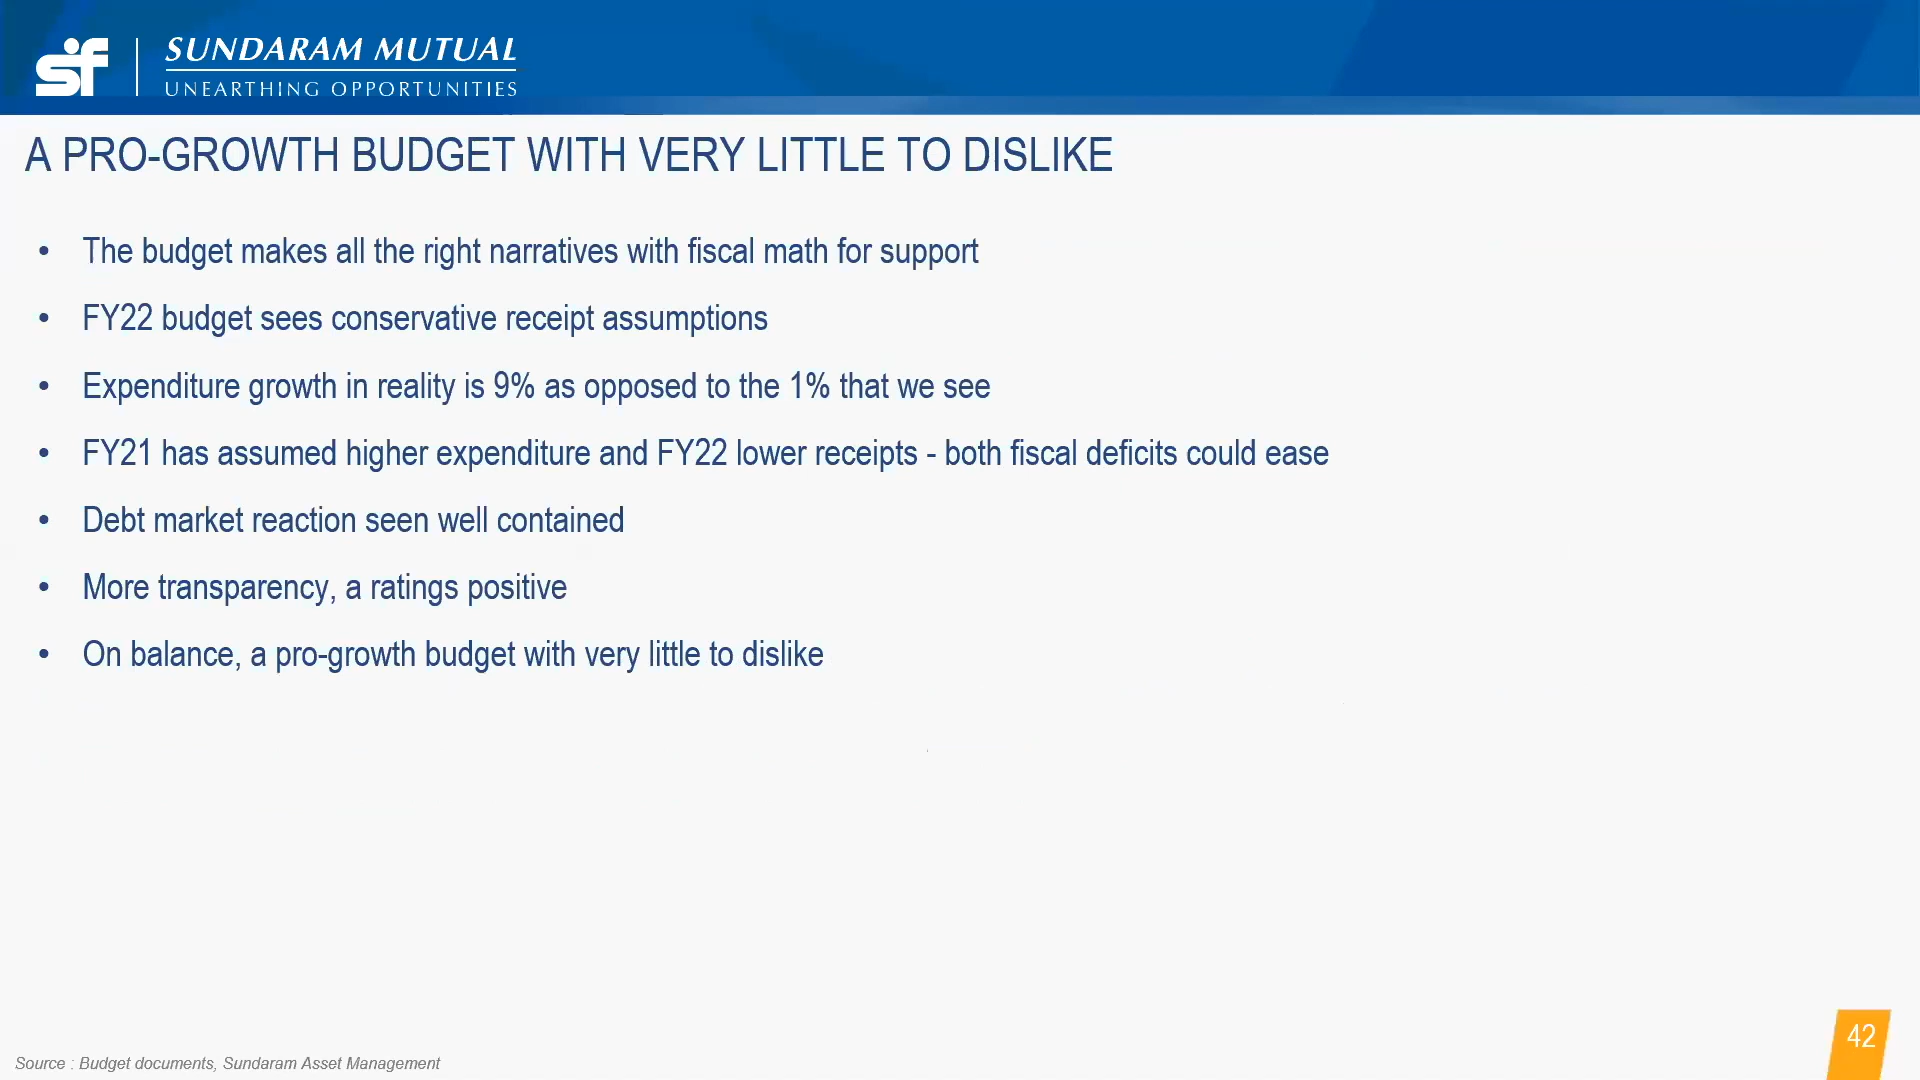 sf
SUNDARAM MUTUAL
UNEARTHING OPPORTUNITIES
A PRO-GROWTH BUDGET WITH VERY LITTLE TO DISLIKE
• The budget makes all the right narratives with fiscal math for support
• FY22 budget sees conservative receipt assumptions
• Expenditure growth in reality is 9% as opposed to the 1% that we see
• FY21 has assumed higher expenditure and FY22 lower receipts - both fiscal deficits could ease
• Debt market reaction seen well contained
• More transparency, a ratings positive
• On balance, a pro-growth budget with very little to dislike
42
Source : Budget documents, Sundaram Asset Management